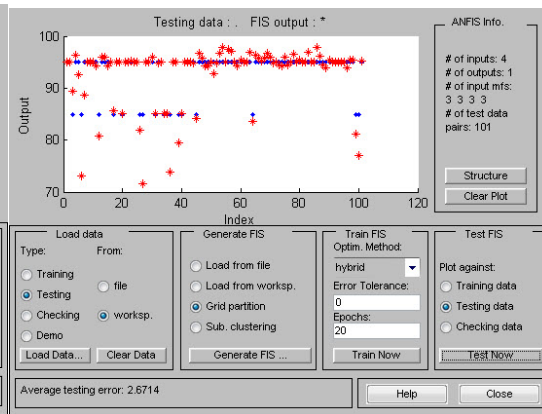 Testing data : .   FIS output : *
100
90
80
70
Output
0
20
40
60
80
100
120
Index
ANFIS Info.
# of inputs: 4
# of outputs: 1
# of input mfs:
3 3 3 3
# of test data
pairs: 101
Structure
Clear Plot
Load data
Type:
From:
Training
Testing
Checking
Demo
file
worksp.
Load Data...
Clear Data
Generate FIS
Load from file
Load from worksp.
Grid partition
Sub. clustering
Generate FIS ...
Train FIS
Optim. Method:
hybrid
Error Tolerance:
0
Epochs:
20
Train Now
Test FIS
Plot against:
Training data
Testing data
Checking data
Test Now
Average testing error: 2.6714
Help
Close